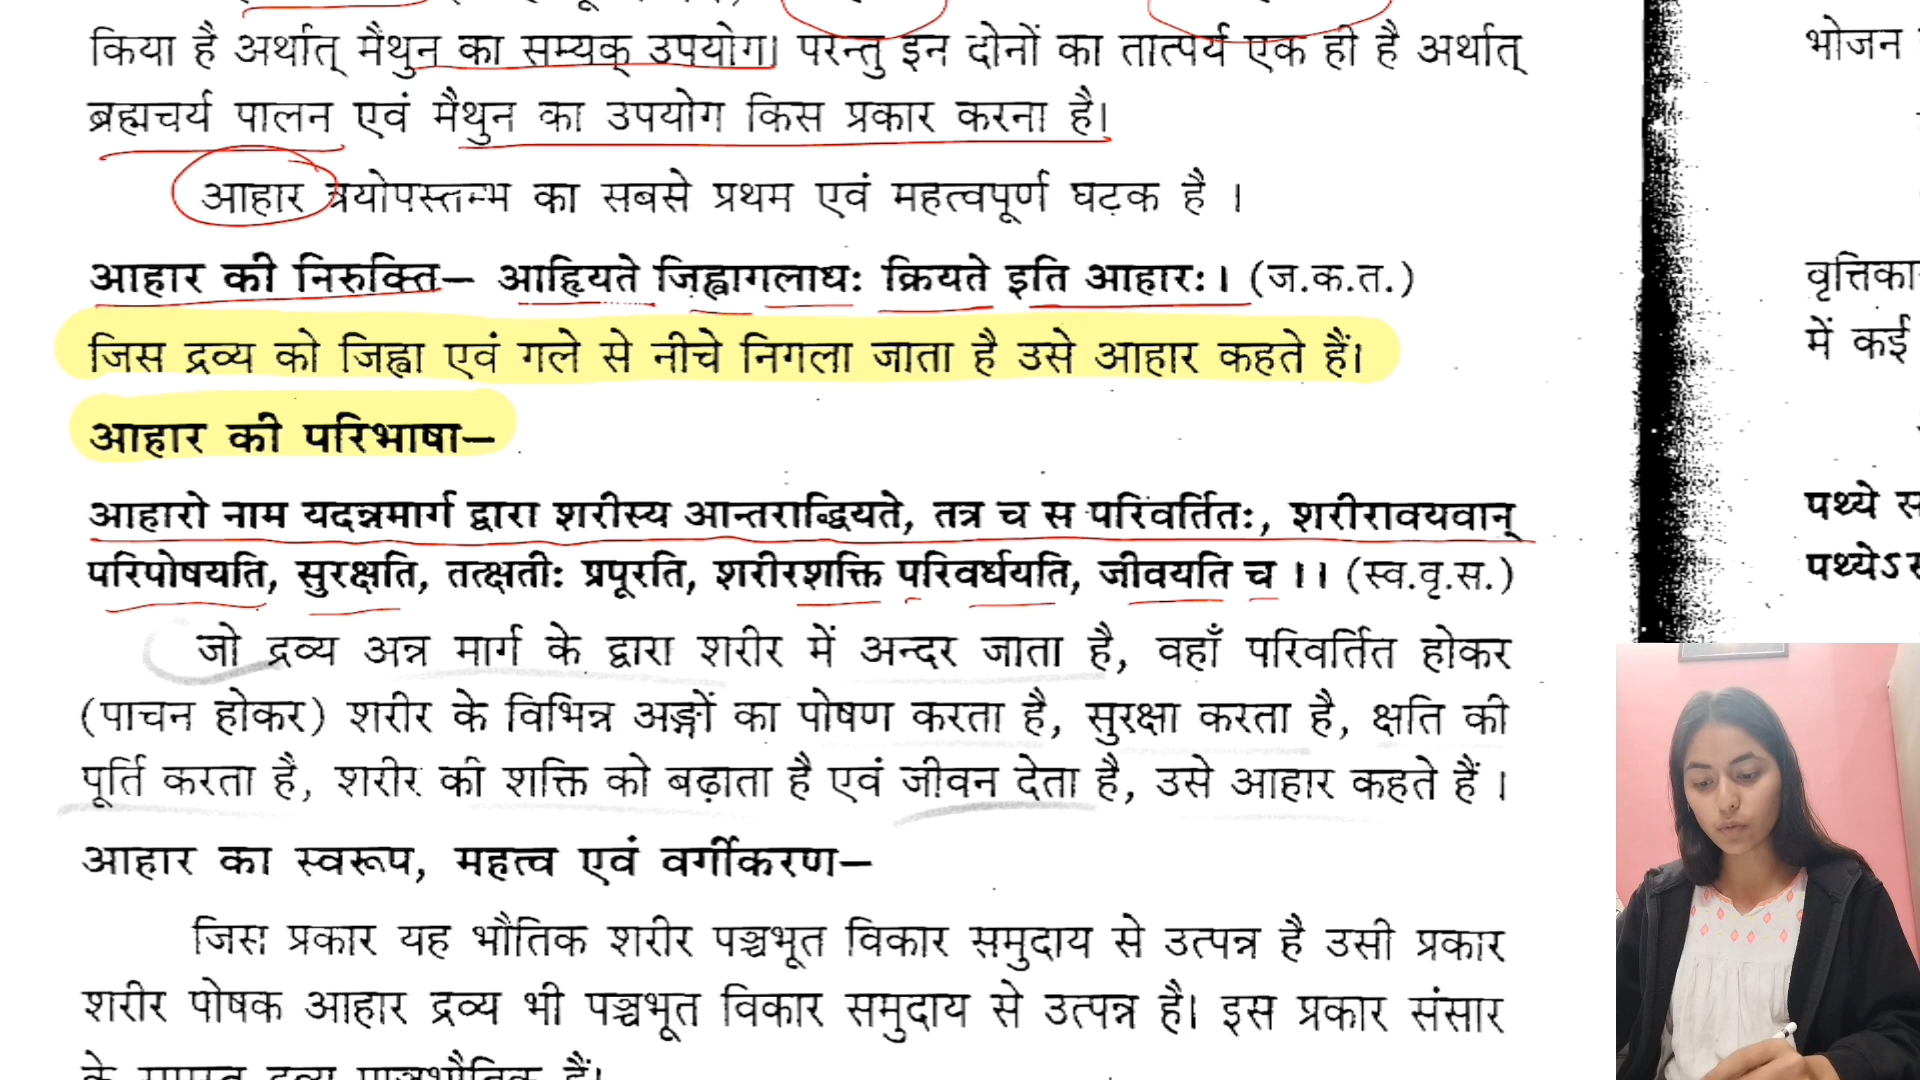 किया है अर्थात् मैथुन का सम्यक् उपयोग। परन्तु इन दोनों का तात्पर्य एक ही है अर्थात्
ब्रह्मचर्य पालन एवं मैथुन का उपयोग किस प्रकार करना है।
आहार त्रयोपस्तम्भ का सबसे प्रथम एवं महत्वपूर्ण घटक है ।
आहार की निरुक्ति– आह्रियते जिह्वागलाधः क्रियते इति आहारः। (ज.क.त.)
जिस द्रव्य को जिह्वा एवं गले से नीचे निगला जाता है उसे आहार कहते हैं।
आहार की परिभाषा–
आहारो नाम यदन्नमार्ग द्वारा शरीस्य आन्तराद्ध्रियते, तत्र च स परिवर्तितः, शरीरावयवान्
परिपोषयति, सुरक्षति, तत्क्षतीः प्रपूरति, शरीरशक्ति परिवर्धयति, जीवयति च ।। (स्व.वृ.स.)
जो द्रव्य अन्न मार्ग के द्वारा शरीर में अन्दर जाता है, वहाँ परिवर्तित होकर
(पाचन होकर) शरीर के विभिन्न अङ्गों का पोषण करता है, सुरक्षा करता है, क्षति की
पूर्ति करता है, शरीर की शक्ति को बढ़ाता है एवं जीवन देता है, उसे आहार कहते हैं ।
आहार का स्वरूप, महत्व एवं वर्गीकरण–
जिस प्रकार यह भौतिक शरीर पञ्चभूत विकार समुदाय से उत्पन्न है उसी प्रकार
शरीर पोषक आहार द्रव्य भी पञ्चभूत विकार समुदाय से उत्पन्न है। इस प्रकार संसार
भोजन
वृत्तिका
में कई
पथ्ये
पथ्येऽ